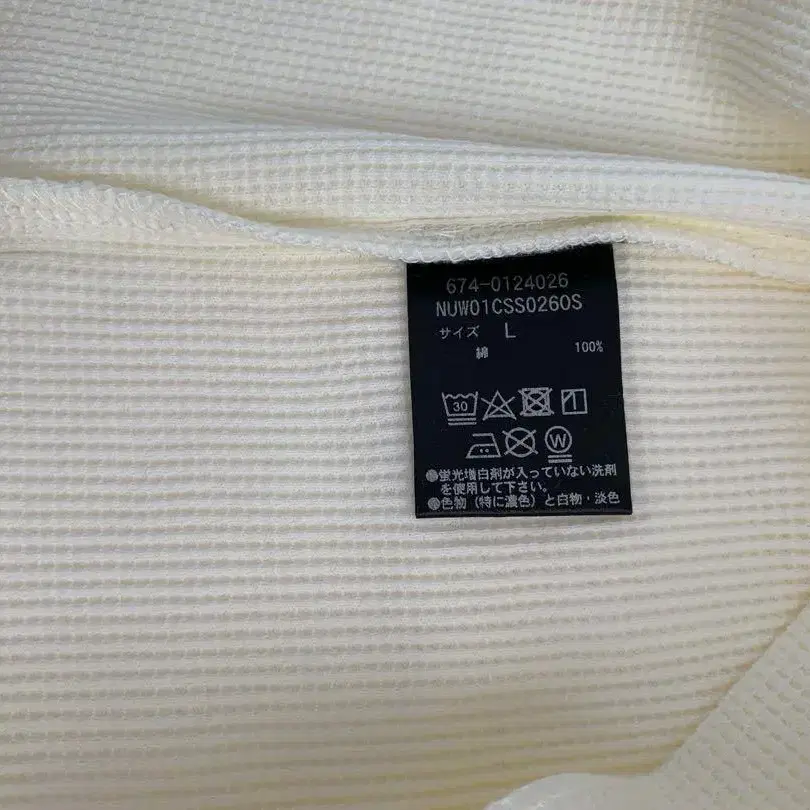 674-0124026
NUW01CSS0260S
サイズ L
綿 100%
30
W
●蛍光増白剤が入っていない洗剤
を使用して下さい。
●色物（特に濃色）と白物・淡色